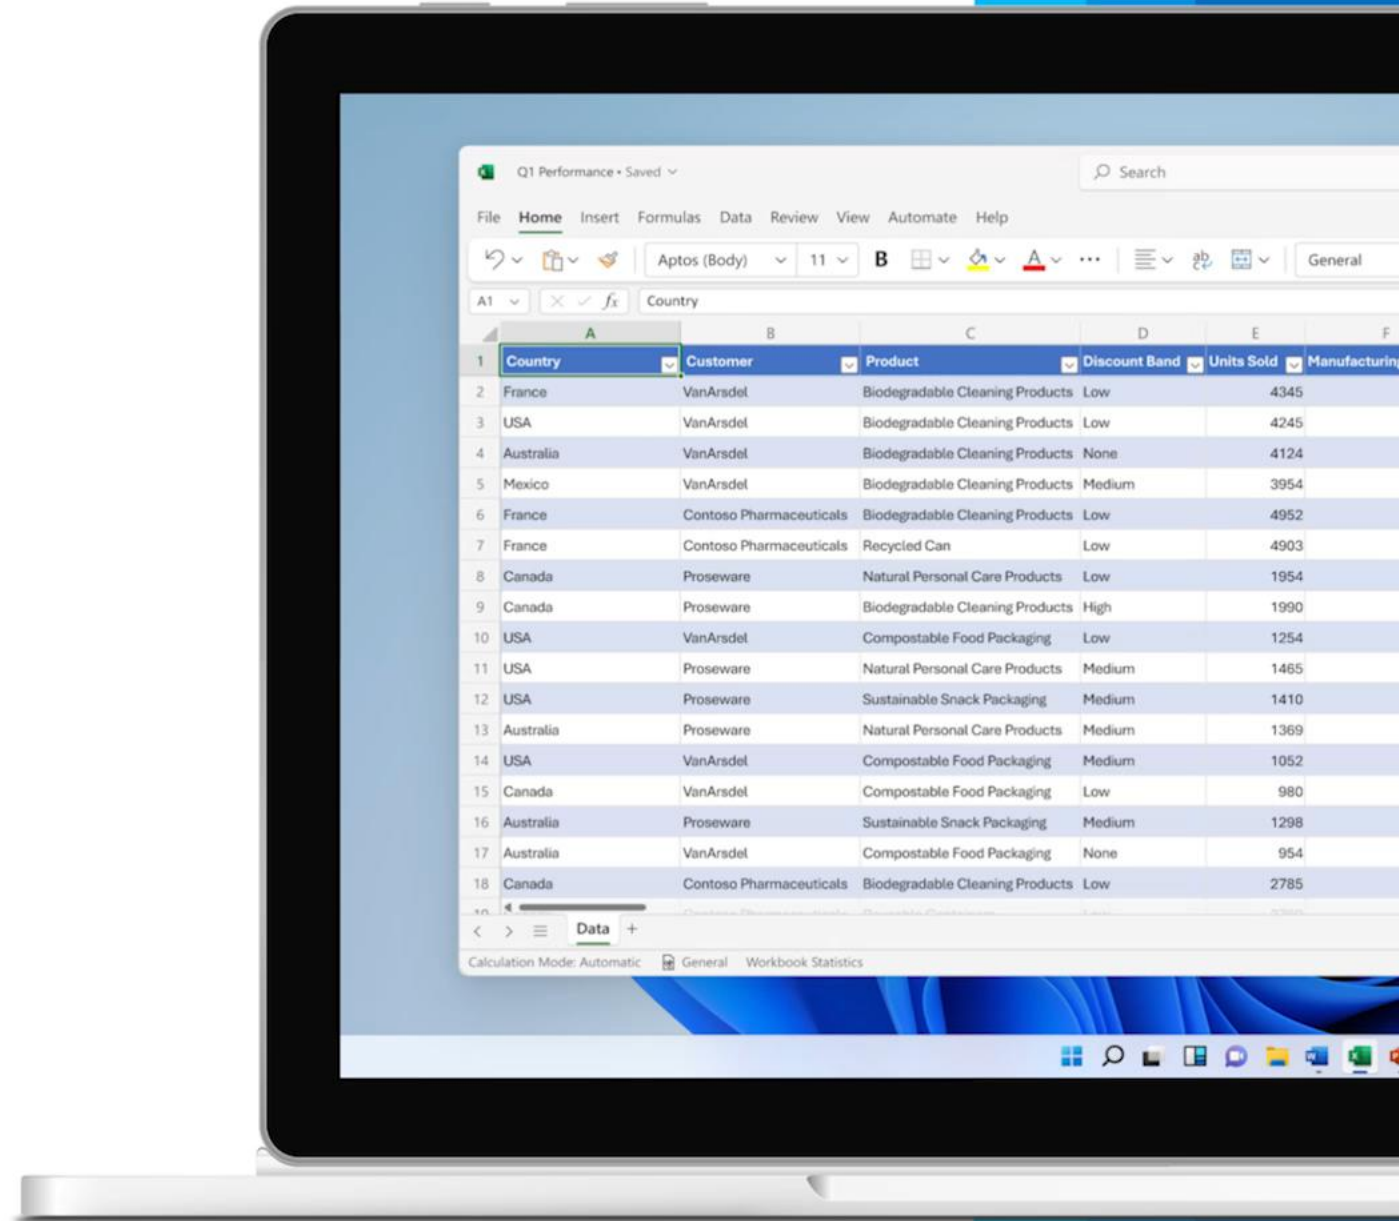 Q1 Performance • Saved
Search
File Home Insert Formulas Data Review View Automate Help
Aptos (Body) 11 B A ... ab General
A1 fx Country
A B C D E F
1 Country Customer Product Discount Band Units Sold Manufacturing
2 France VanArsdel Biodegradable Cleaning Products Low 4345
3 USA VanArsdel Biodegradable Cleaning Products Low 4245
4 Australia VanArsdel Biodegradable Cleaning Products None 4124
5 Mexico VanArsdel Biodegradable Cleaning Products Medium 3954
6 France Contoso Pharmaceuticals Biodegradable Cleaning Products Low 4952
7 France Contoso Pharmaceuticals Recycled Can Low 4903
8 Canada Proseware Natural Personal Care Products Low 1954
9 Canada Proseware Biodegradable Cleaning Products High 1990
10 USA VanArsdel Compostable Food Packaging Low 1254
11 USA Proseware Natural Personal Care Products Medium 1465
12 USA Proseware Sustainable Snack Packaging Medium 1410
13 Australia Proseware Natural Personal Care Products Medium 1369
14 USA VanArsdel Compostable Food Packaging Medium 1052
15 Canada VanArsdel Compostable Food Packaging Low 980
16 Australia Proseware Sustainable Snack Packaging Medium 1298
17 Australia VanArsdel Compostable Food Packaging None 954
18 Canada Contoso Pharmaceuticals Biodegradable Cleaning Products Low 2785
Data +
Calculation Mode: Automatic General Workbook Statistics